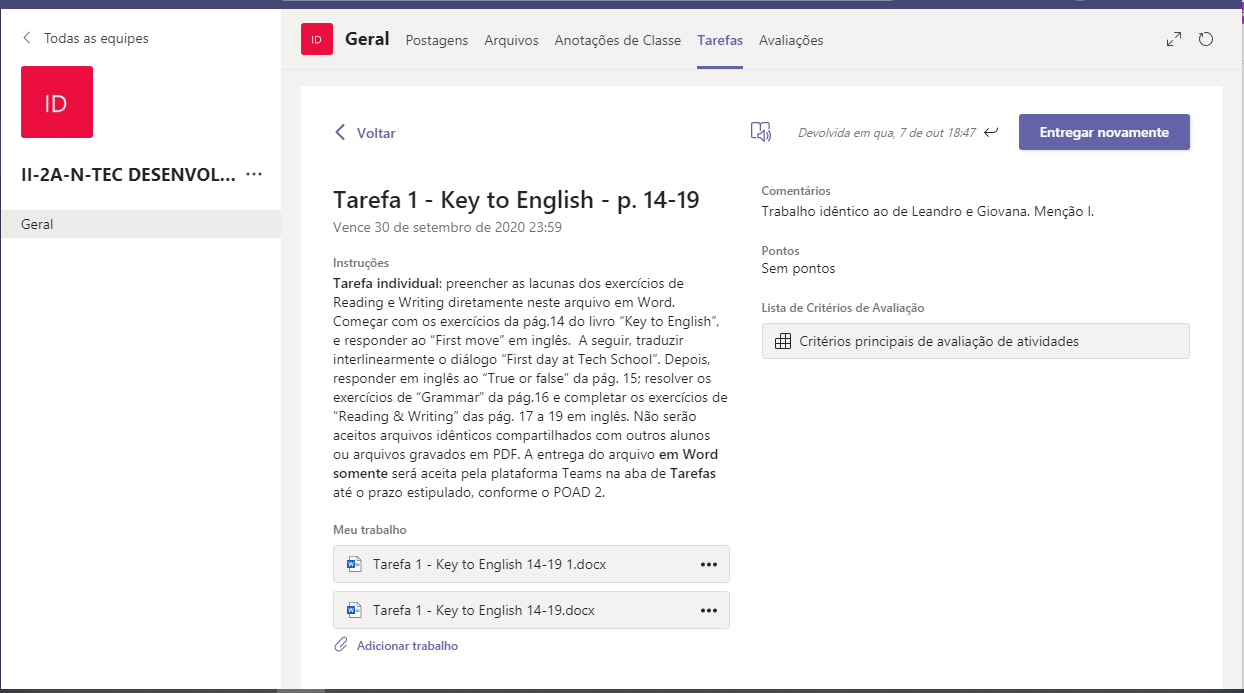 Todas as equipes
ID
II-2A-N-TEC DESENVOL... ...
Geral
ID
Geral
Postagens
Arquivos
Anotações de Classe
Tarefas
Avaliações
Voltar
Devolvida em qua, 7 de out 18:47
Entregar novamente
Tarefa 1 - Key to English - p. 14-19
Vence 30 de setembro de 2020 23:59
Instruções
Tarefa individual: preencher as lacunas dos exercícios de
Reading e Writing diretamente neste arquivo em Word.
Começar com os exercícios da pág.14 do livro “Key to English”,
e responder ao “First move” em inglês.  A seguir, traduzir
interlinearmente o diálogo “First day at Tech School”. Depois,
responder em inglês ao “True or false” da pág. 15; resolver os
exercícios de “Grammar” da pág.16 e completar os exercícios de
“Reading & Writing” das pág. 17 a 19 em inglês. Não serão
aceitos arquivos idênticos compartilhados com outros alunos
ou arquivos gravados em PDF. A entrega do arquivo em Word
somente será aceita pela plataforma Teams na aba de Tarefas
até o prazo estipulado, conforme o POAD 2.
Meu trabalho
Tarefa 1 - Key to English 14-19 1.docx
Tarefa 1 - Key to English 14-19.docx
Adicionar trabalho
Comentários
Trabalho idêntico ao de Leandro e Giovana. Menção I.
Pontos
Sem pontos
Lista de Critérios de Avaliação
Critérios principais de avaliação de atividades